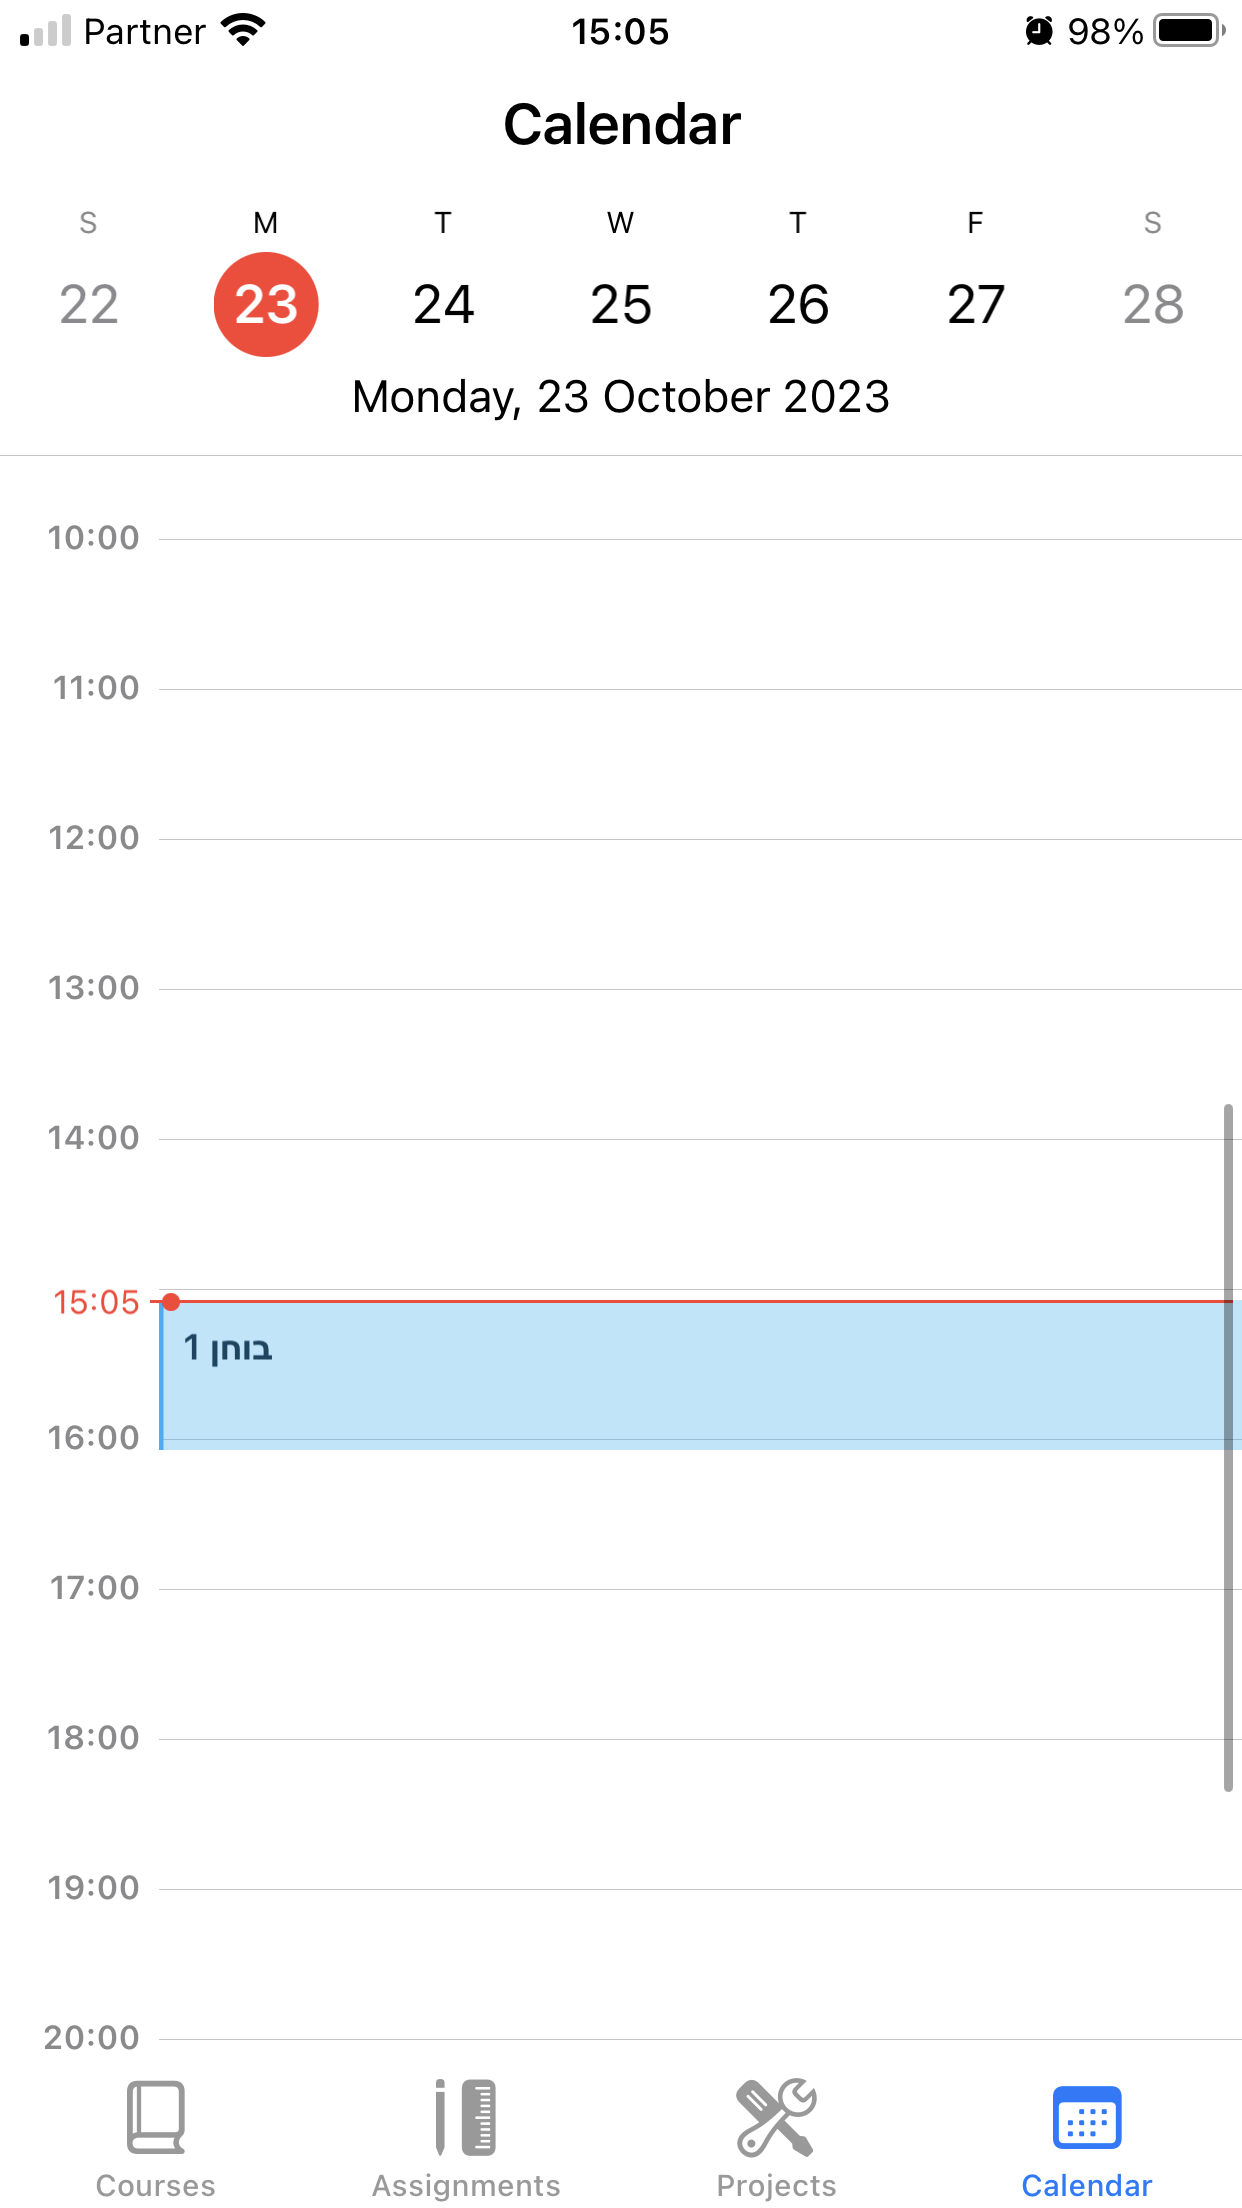 Partner 15:05 98%
Calendar
S M T W T F S
22 23 24 25 26 27 28
Monday, 23 October 2023
10:00
11:00
12:00
13:00
14:00
15:05
בוחן 1
16:00
17:00
18:00
19:00
20:00
Courses Assignments Projects Calendar